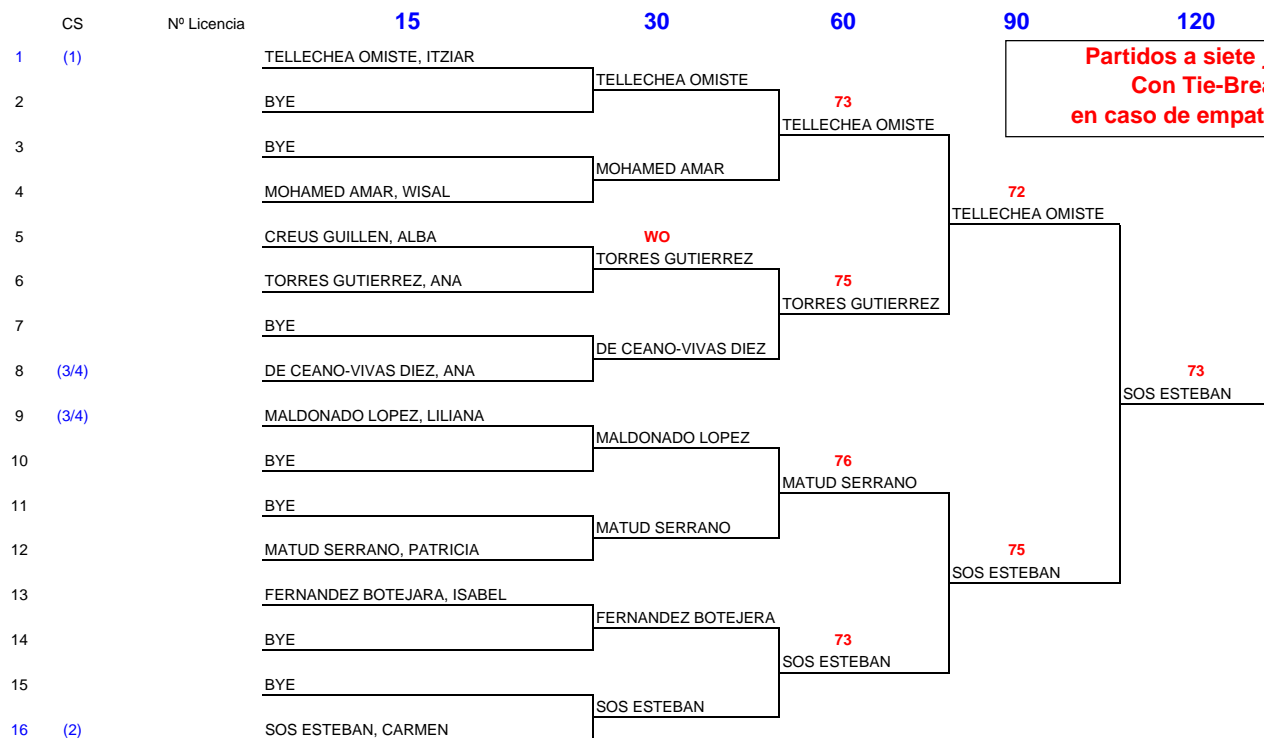 CS Nº Licencia 15 30 60 90 120
1 (1) TELLECHEA OMISTE, ITZIAR
Partidos a siete
TELLECHEA OMISTE
Con Tie-Brea
2 BYE 73
en caso de empat
TELLECHEA OMISTE
3 BYE
MOHAMED AMAR
4 MOHAMED AMAR, WISAL 72
TELLECHEA OMISTE
5 CREUS GUILLEN, ALBA WO
TORRES GUTIERREZ
6 TORRES GUTIERREZ, ANA 75
TORRES GUTIERREZ
7 BYE
DE CEANO-VIVAS DIEZ
8 (3/4) DE CEANO-VIVAS DIEZ, ANA 73
SOS ESTEBAN
9 (3/4) MALDONADO LOPEZ, LILIANA
MALDONADO LOPEZ
10 BYE 76
MATUD SERRANO
11 BYE
MATUD SERRANO
12 MATUD SERRANO, PATRICIA 75
SOS ESTEBAN
13 FERNANDEZ BOTEJARA, ISABEL
FERNANDEZ BOTEJERA
14 BYE 73
SOS ESTEBAN
15 BYE
SOS ESTEBAN
16 (2) SOS ESTEBAN, CARMEN